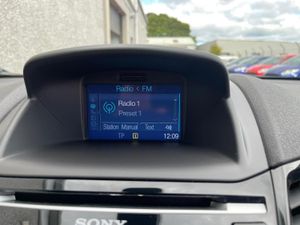 Radio < FM
Radio 1
Preset 1
Station Manual Text
TP 12:09
SONY